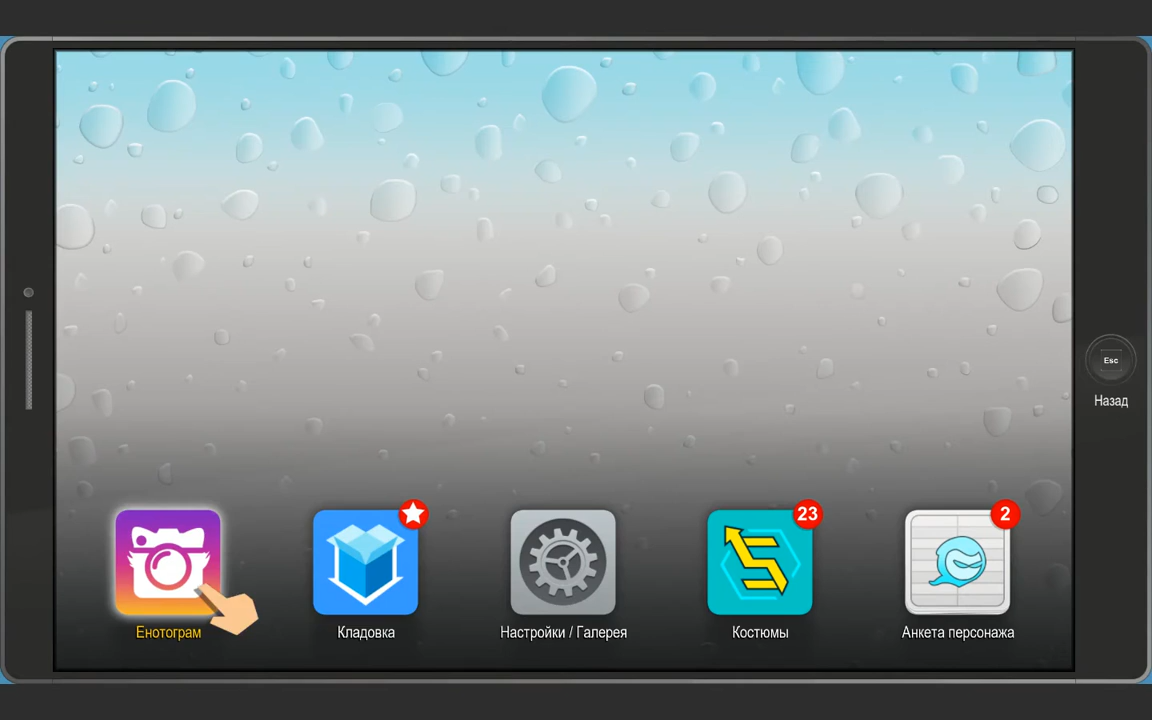 Esc
Назад
23
2
Енотограм
Кладовка
Настройки / Галерея
Костюмы
Анкета персонажа